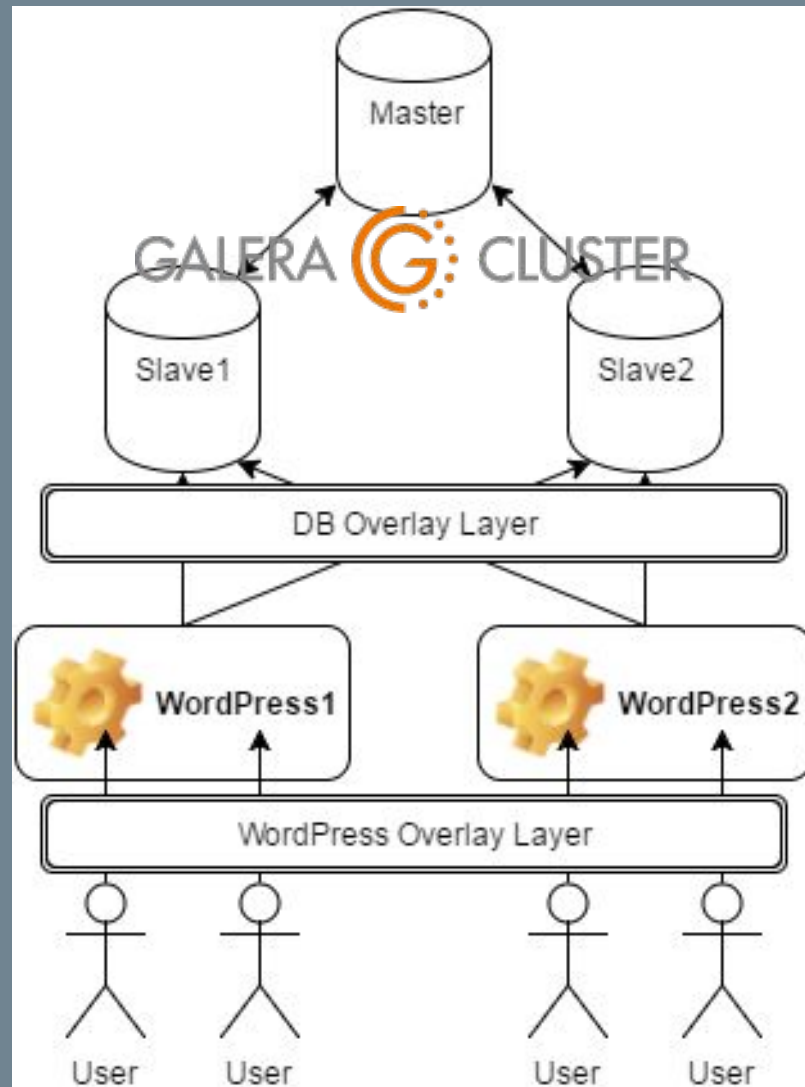 Master
GALERA G CLUSTER
Slave1 Slave2
DB Overlay Layer
WordPress1 WordPress2
WordPress Overlay Layer
User User User User